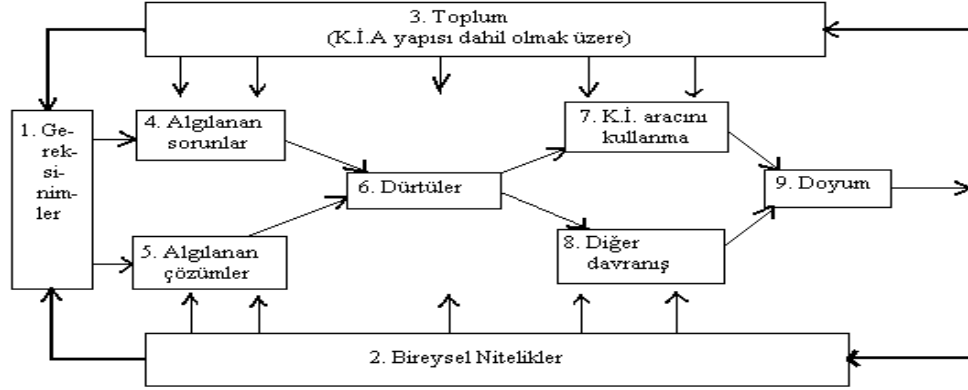 3. Toplum
(K.İ.A yapısı dahil olmak üzere)
1. Ge-
rek-
si-
nim-
ler
4. Algılanan
sorunlar
5. Algılanan
çözümler
6. Dürtüler
7. K.İ. aracını
kullanma
8. Diğer
davranış
9. Doyum
2. Bireysel Nitelikler